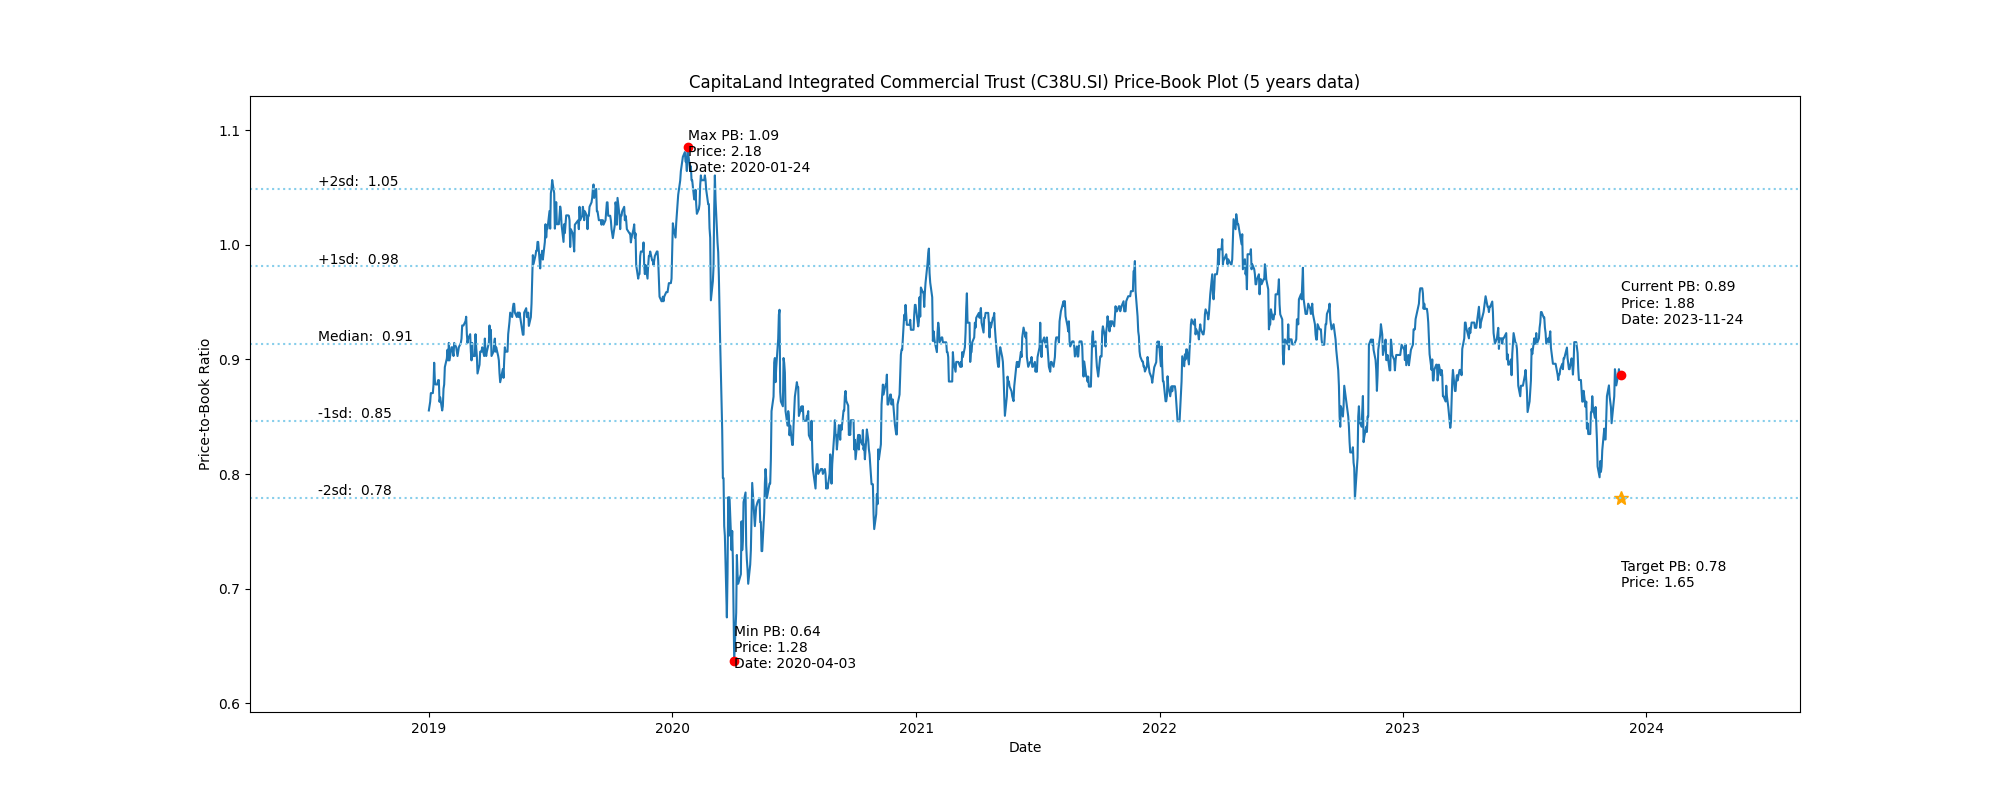 CapitaLand Integrated Commercial Trust (C38U.SI) Price-Book Plot (5 years data)
Price-to-Book Ratio
1.1
1.0
0.9
0.8
0.7
0.6
+2sd: 1.05
+1sd: 0.98
Median: 0.91
-1sd: 0.85
-2sd: 0.78
Max PB: 1.09
Price: 2.18
Date: 2020-01-24
Min PB: 0.64
Price: 1.28
Date: 2020-04-03
Current PB: 0.89
Price: 1.88
Date: 2023-11-24
Target PB: 0.78
Price: 1.65
2019
2020
2021
2022
2023
2024
Date